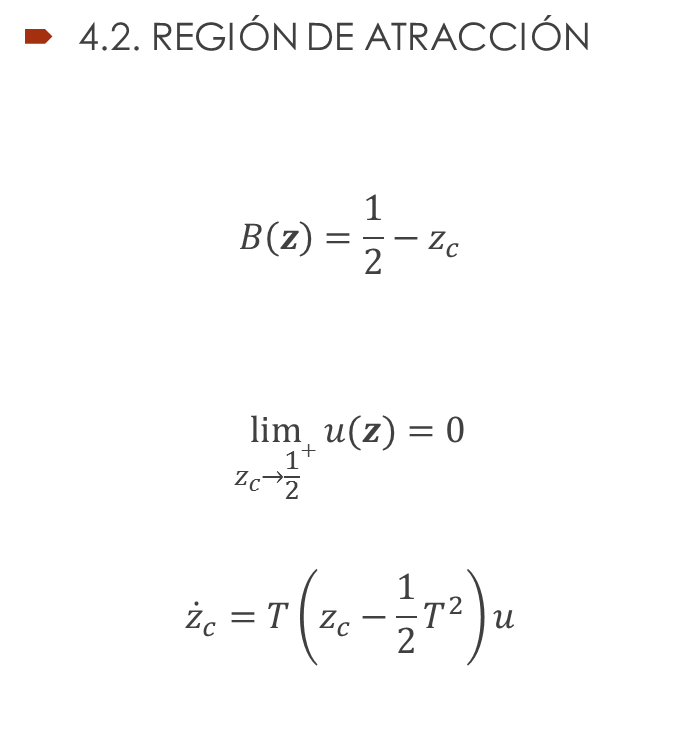 4.2. REGIÓN DE ATRACCIÓN
B(𝒛) = 1/2 − z_c
lim_{z_c→1/2⁺} u(𝒛) = 0
ż_c = T(z_c − 1/2 T²)u